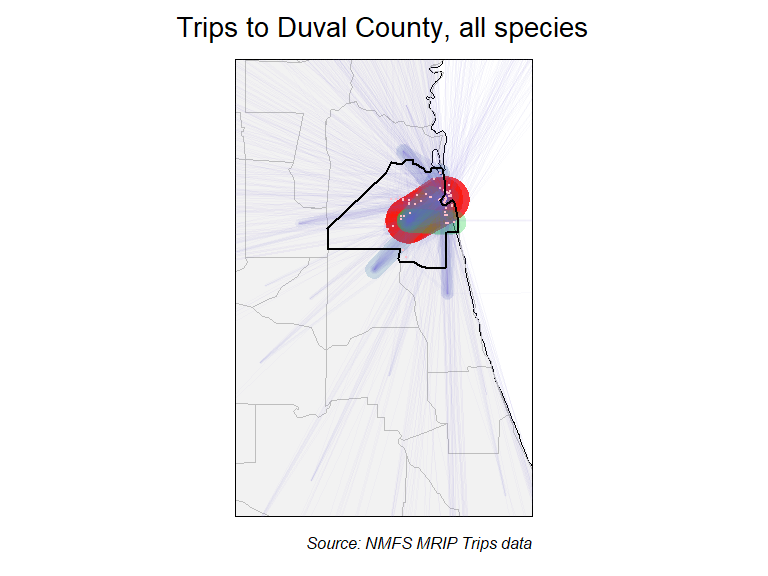 Trips to Duval County, all species
Source: NMFS MRIP Trips data